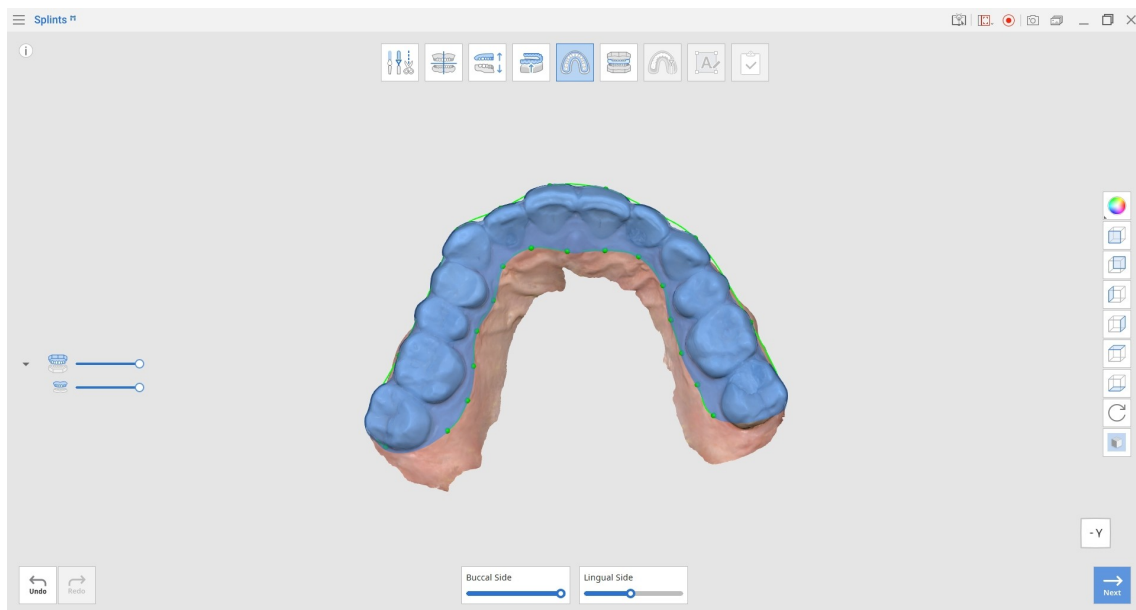 Splints
i
A
- Y
Undo
Redo
Buccal Side
Lingual Side
Next